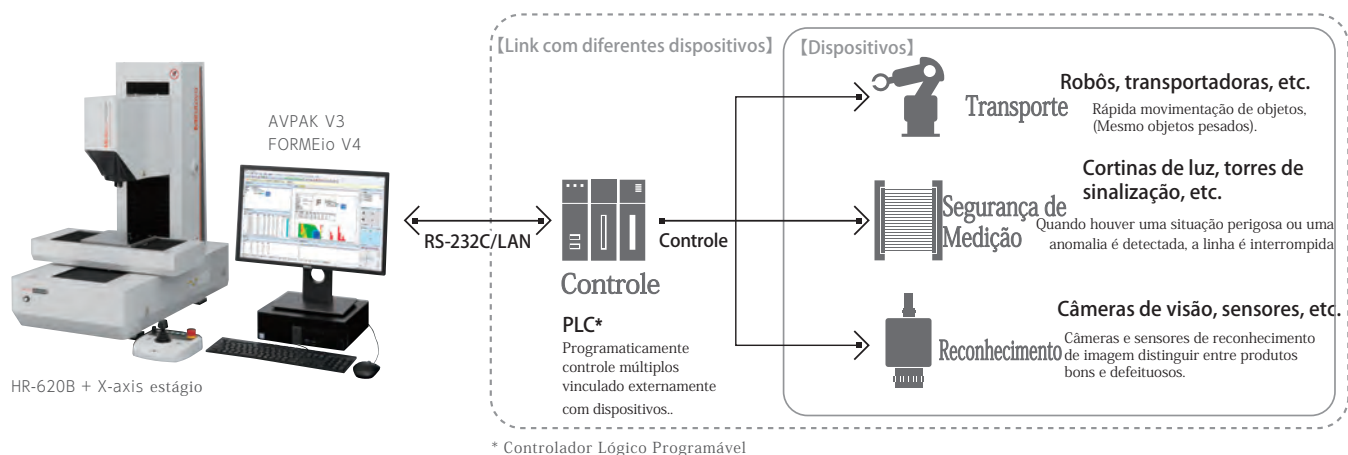 【Link com diferentes dispositivos】
【Dispositivos】
AVPAK V3
FORMEio V4
HR-620B + X-axis estágio
RS-232C/LAN
Controle
PLC*
Programaticamente
controle múltiplos
vinculado externamente
com dispositivos..
Controle
Transporte
Robôs, transportadoras, etc.
Rápida movimentação de objetos,
(Mesmo objetos pesados).
Segurança de
Medição
Cortinas de luz, torres de
sinalização, etc.
Quando houver uma situação perigosa ou uma
anomalia é detectada, a linha é interrompida
Reconhecimento
Câmeras de visão, sensores, etc.
Câmeras e sensores de reconhecimento
de imagem distinguir entre produtos
bons e defeituosos.
* Controlador Lógico Programável